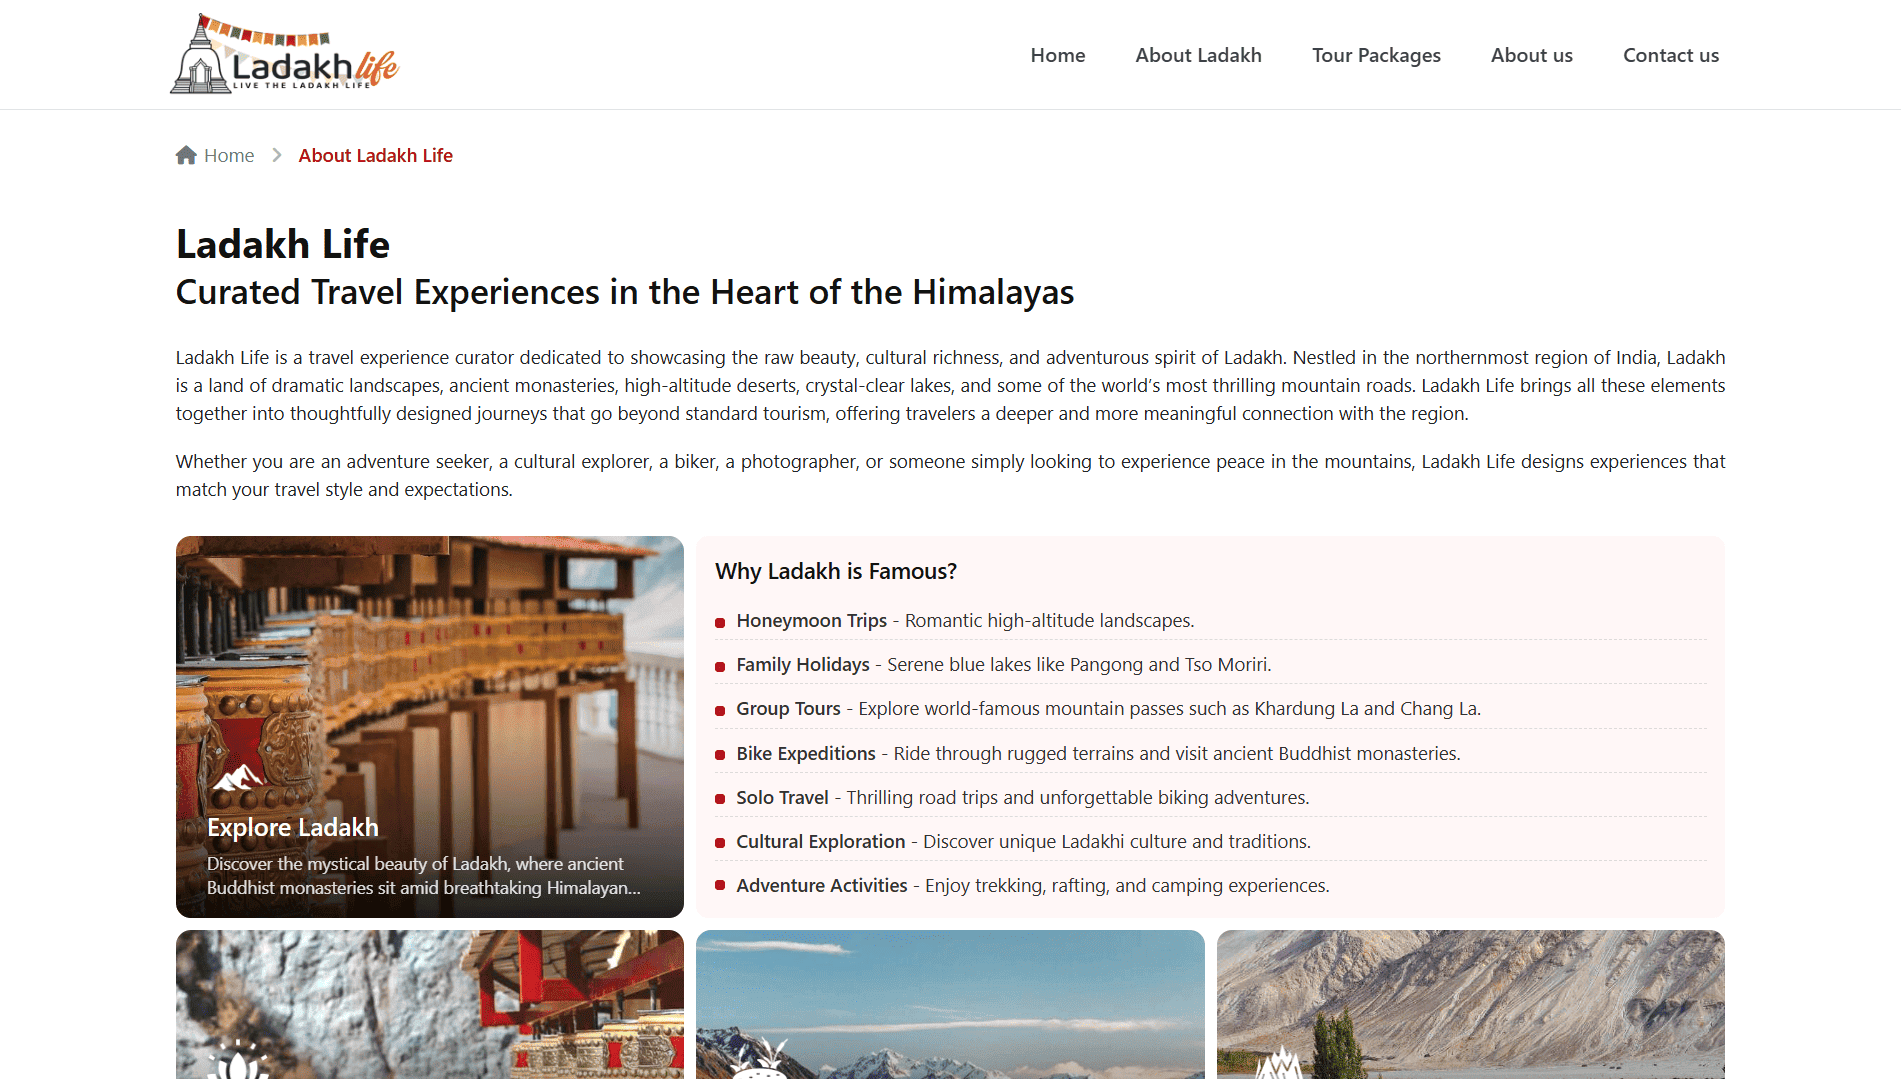 Ladakh life
LIVE THE LADAKH LIFE
Home
About Ladakh
Tour Packages
About us
Contact us
Home
About Ladakh Life
Ladakh Life
Curated Travel Experiences in the Heart of the Himalayas
Ladakh Life is a travel experience curator dedicated to showcasing the raw beauty, cultural richness, and adventurous spirit of Ladakh. Nestled in the northernmost region of India, Ladakh
is a land of dramatic landscapes, ancient monasteries, high-altitude deserts, crystal-clear lakes, and some of the world’s most thrilling mountain roads. Ladakh Life brings all these elements
together into thoughtfully designed journeys that go beyond standard tourism, offering travelers a deeper and more meaningful connection with the region.
Whether you are an adventure seeker, a cultural explorer, a biker, a photographer, or someone simply looking to experience peace in the mountains, Ladakh Life designs experiences that
match your travel style and expectations.
Explore Ladakh
Discover the mystical beauty of Ladakh, where ancient
Buddhist monasteries sit amid breathtaking Himalayan...
Why Ladakh is Famous?
Honeymoon Trips - Romantic high-altitude landscapes.
Family Holidays - Serene blue lakes like Pangong and Tso Moriri.
Group Tours - Explore world-famous mountain passes such as Khardung La and Chang La.
Bike Expeditions - Ride through rugged terrains and visit ancient Buddhist monasteries.
Solo Travel - Thrilling road trips and unforgettable biking adventures.
Cultural Exploration - Discover unique Ladakhi culture and traditions.
Adventure Activities - Enjoy trekking, rafting, and camping experiences.